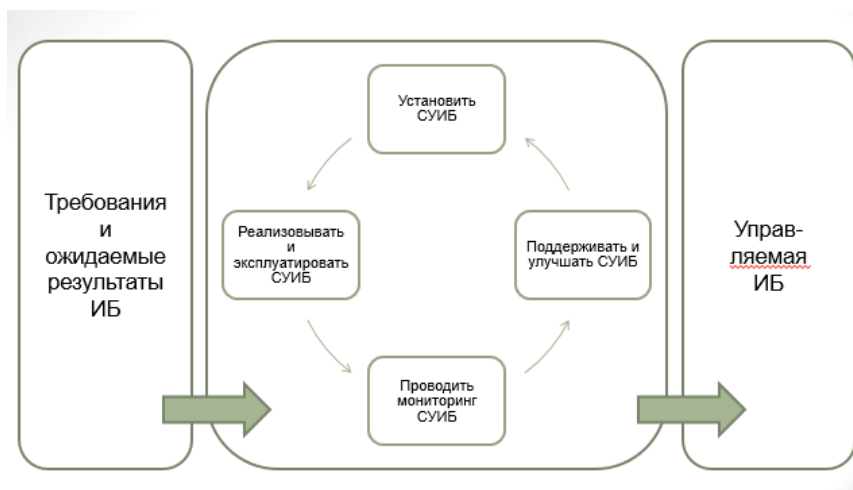 Требования
и
ожидаемые
результаты
ИБ
Установить
СУИБ
Реализовывать
и
эксплуатировать
СУИБ
Поддерживать и
улучшать СУИБ
Проводить
мониторинг
СУИБ
Управ-
ляемая
ИБ